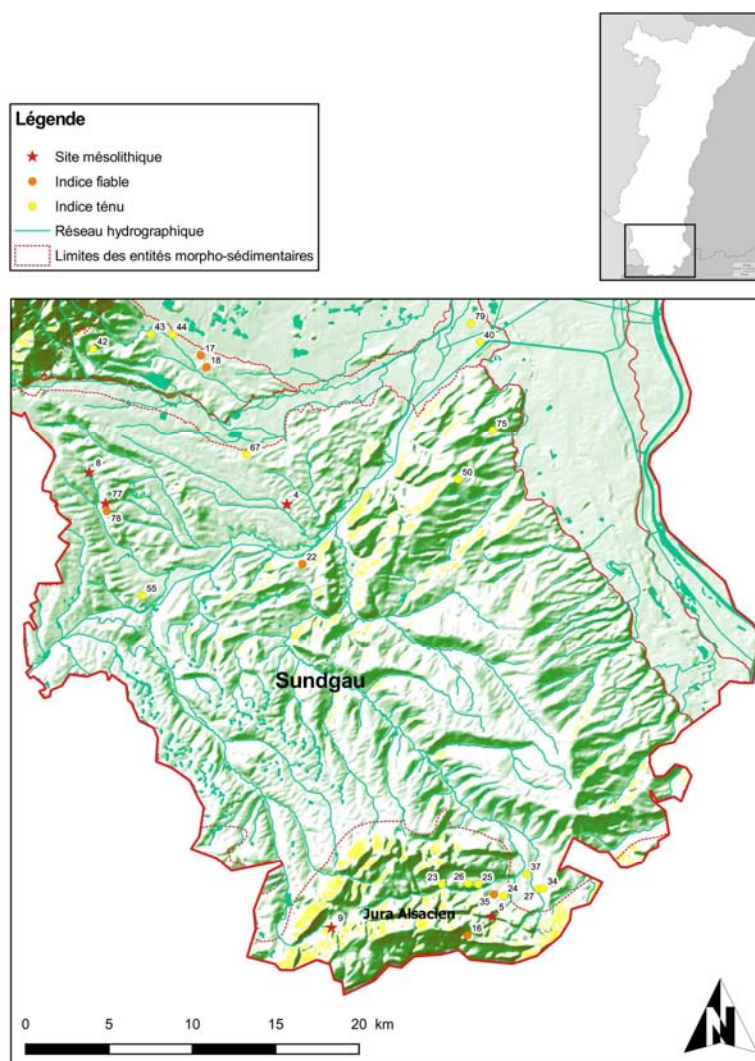 Légende
Site mésolithique
Indice fiable
Indice ténu
Réseau hydrographique
Limites des entités morpho-sédimentaires
79
43 44
40
42
17
18
75
67
8
50
77
4
78
22
55
Sundgau
37
23 26 25
24 34
35 27
5
Jura Alsacien
9
16
N
0 5 10 15 20 km